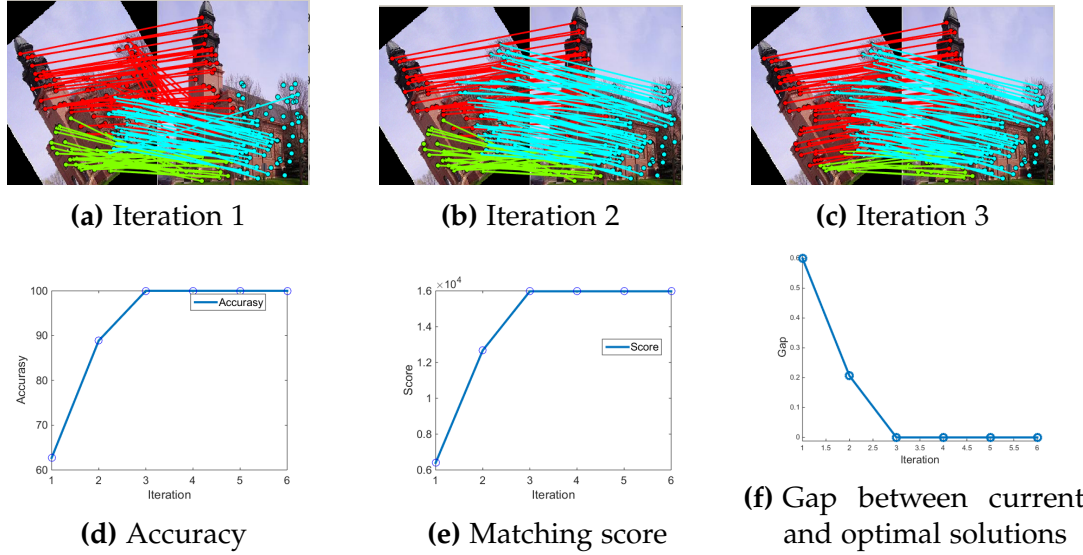 (a) Iteration 1
(b) Iteration 2
(c) Iteration 3
100
90
80
70
60
Accurasy
Accurasy
1 2 3 4 5 6
Iteration
(d) Accuracy
× 10⁴
1.6
1.4
1.2
1
0.8
0.6
Score
Score
1 2 3 4 5 6
Iteration
(e) Matching score
0.6
0.5
0.4
0.3
0.2
0.1
0
Gap
1 1.5 2 2.5 3 3.5 4 4.5 5 5.5 6
Iteration
(f) Gap between current
and optimal solutions